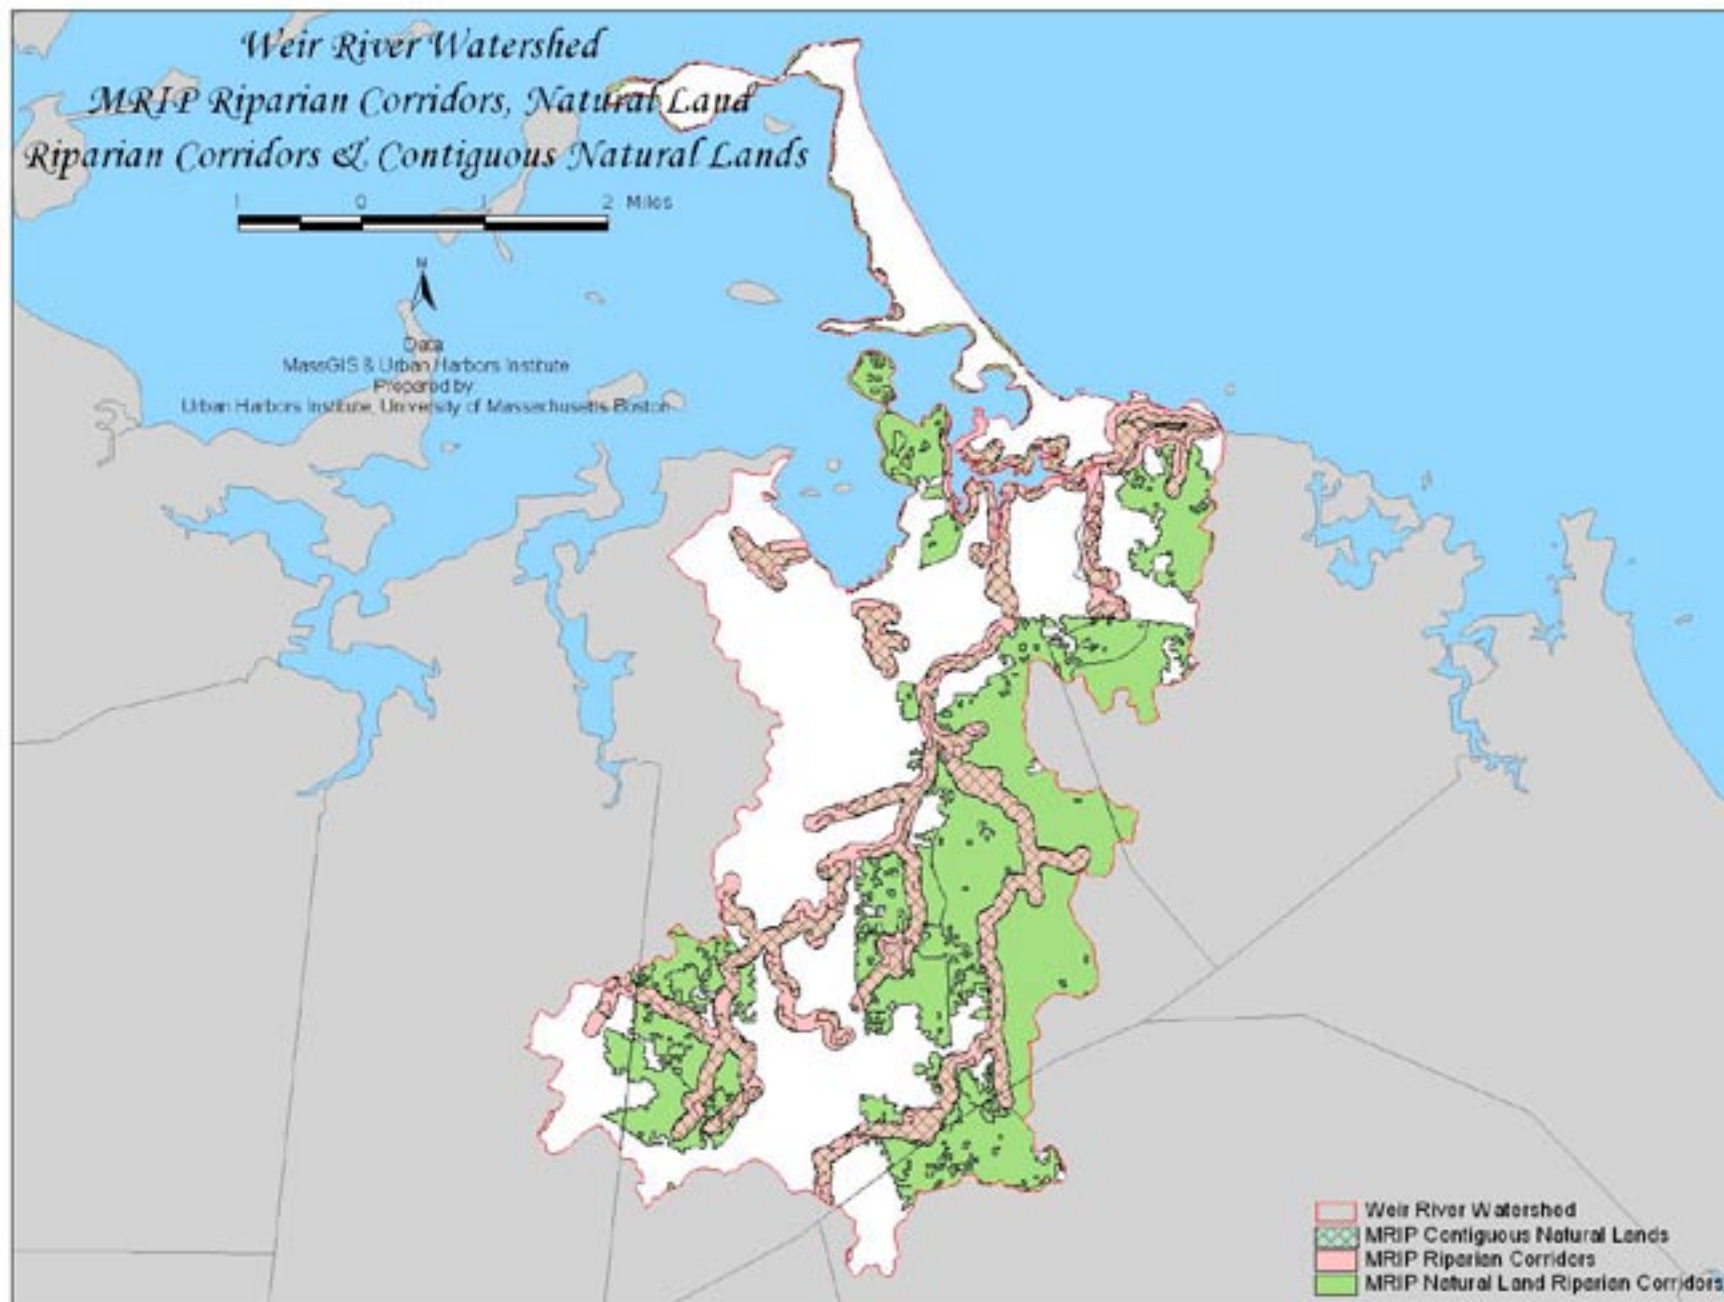 Weir River Watershed
MRIP Riparian Corridors, Natural Land
Riparian Corridors & Contiguous Natural Lands
1 0 1 2 Miles
N
Data
MassGIS & Urban Harbors Institute
Prepared by
Urban Harbors Institute, University of Massachusetts Boston
Weir River Watershed
MRIP Contiguous Natural Lands
MRIP Riparian Corridors
MRIP Natural Land Riparian Corridors